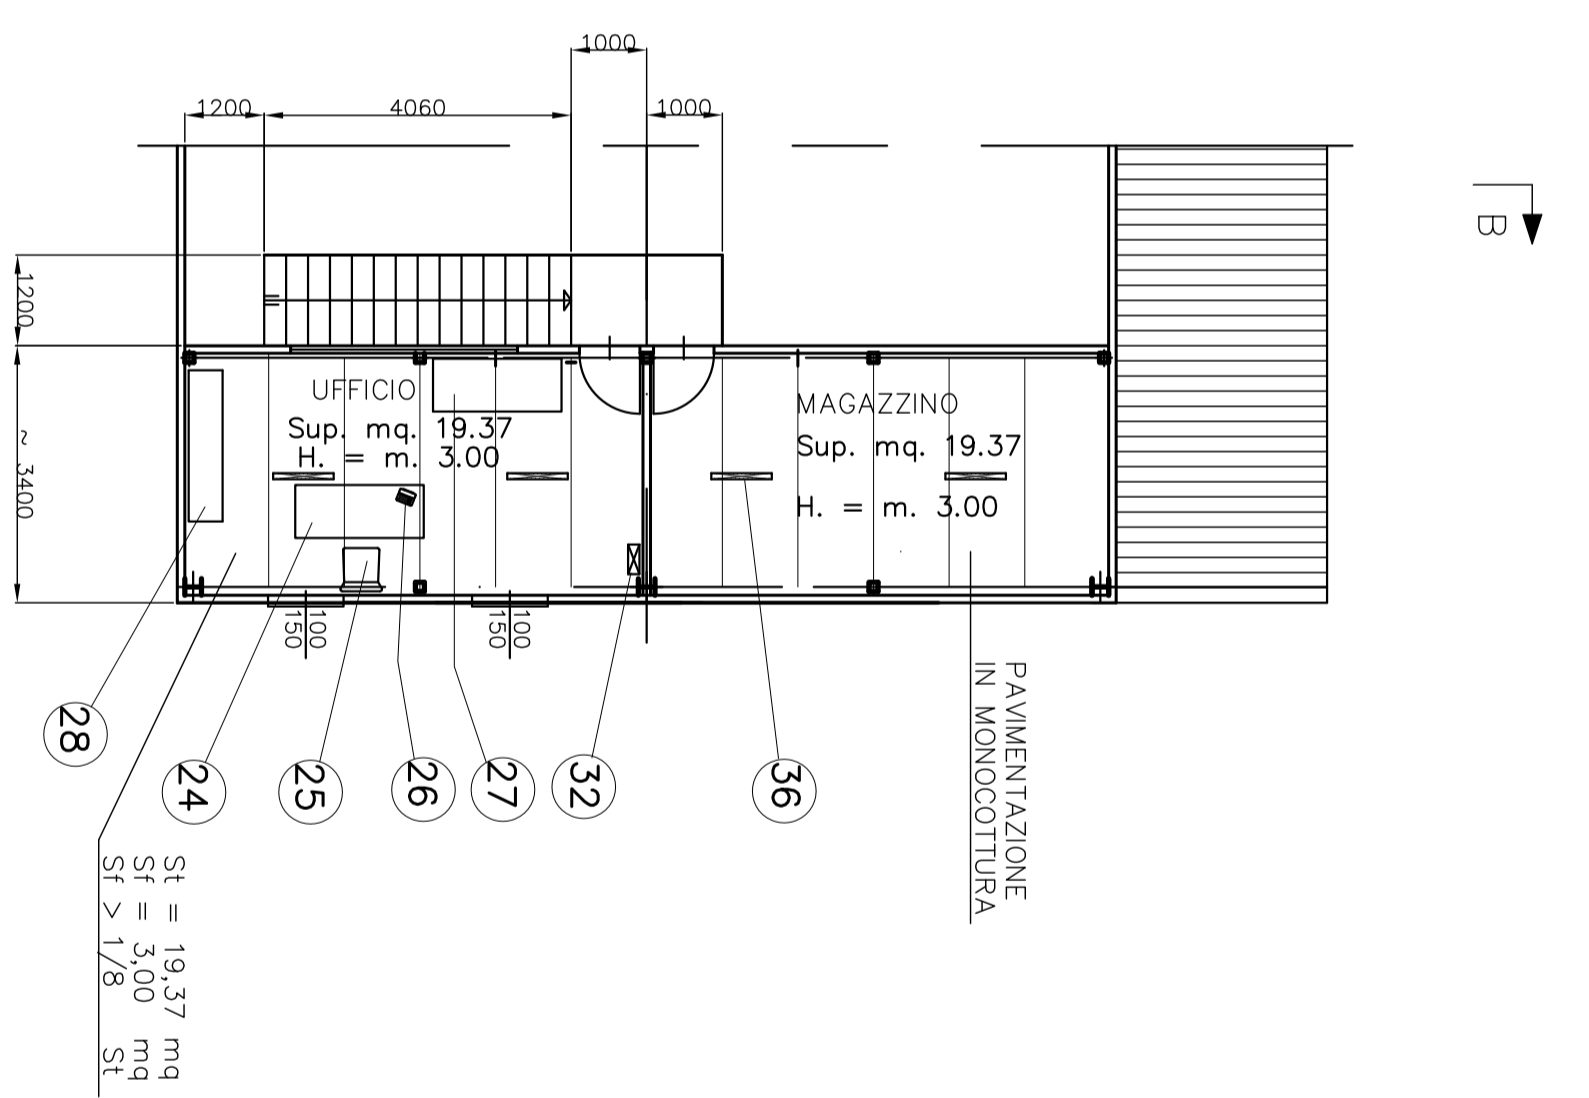 1000
1200
4060
1000
B
1200
~ 3400
UFFICIO
Sup. mq. 19.37
H. = m. 3.00
MAGAZZINO
Sup. mq. 19.37
H. = m. 3.00
100
150
100
150
28
24
25
26
27
32
36
PAVIMENTAZIONE
IN MONOCOTTURA
St = 19,37 mq
Sf = 3,00 mq
Sf > 1/8 St